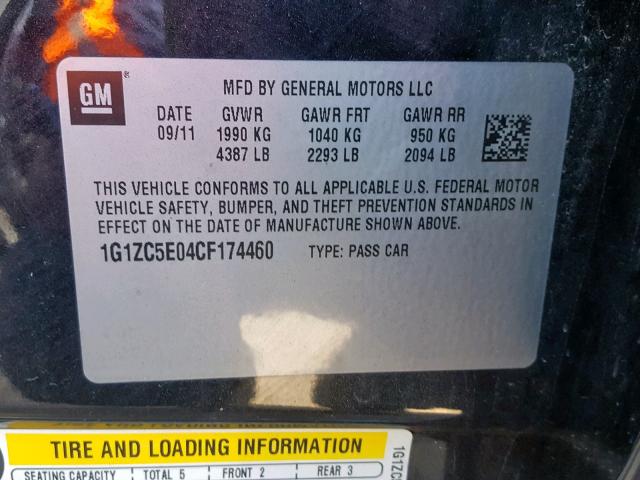 GM ®
MFD BY GENERAL MOTORS LLC
DATE GVWR GAWR FRT GAWR RR
09/11 1990 KG 1040 KG 950 KG
4387 LB 2293 LB 2094 LB
THIS VEHICLE CONFORMS TO ALL APPLICABLE U.S. FEDERAL MOTOR
VEHICLE SAFETY, BUMPER, AND THEFT PREVENTION STANDARDS IN
EFFECT ON THE DATE OF MANUFACTURE SHOWN ABOVE.
1G1ZC5E04CF174460 TYPE: PASS CAR
TIRE AND LOADING INFORMATION
SEATING CAPACITY TOTAL 5 FRONT 2 REAR 3
1G1ZC